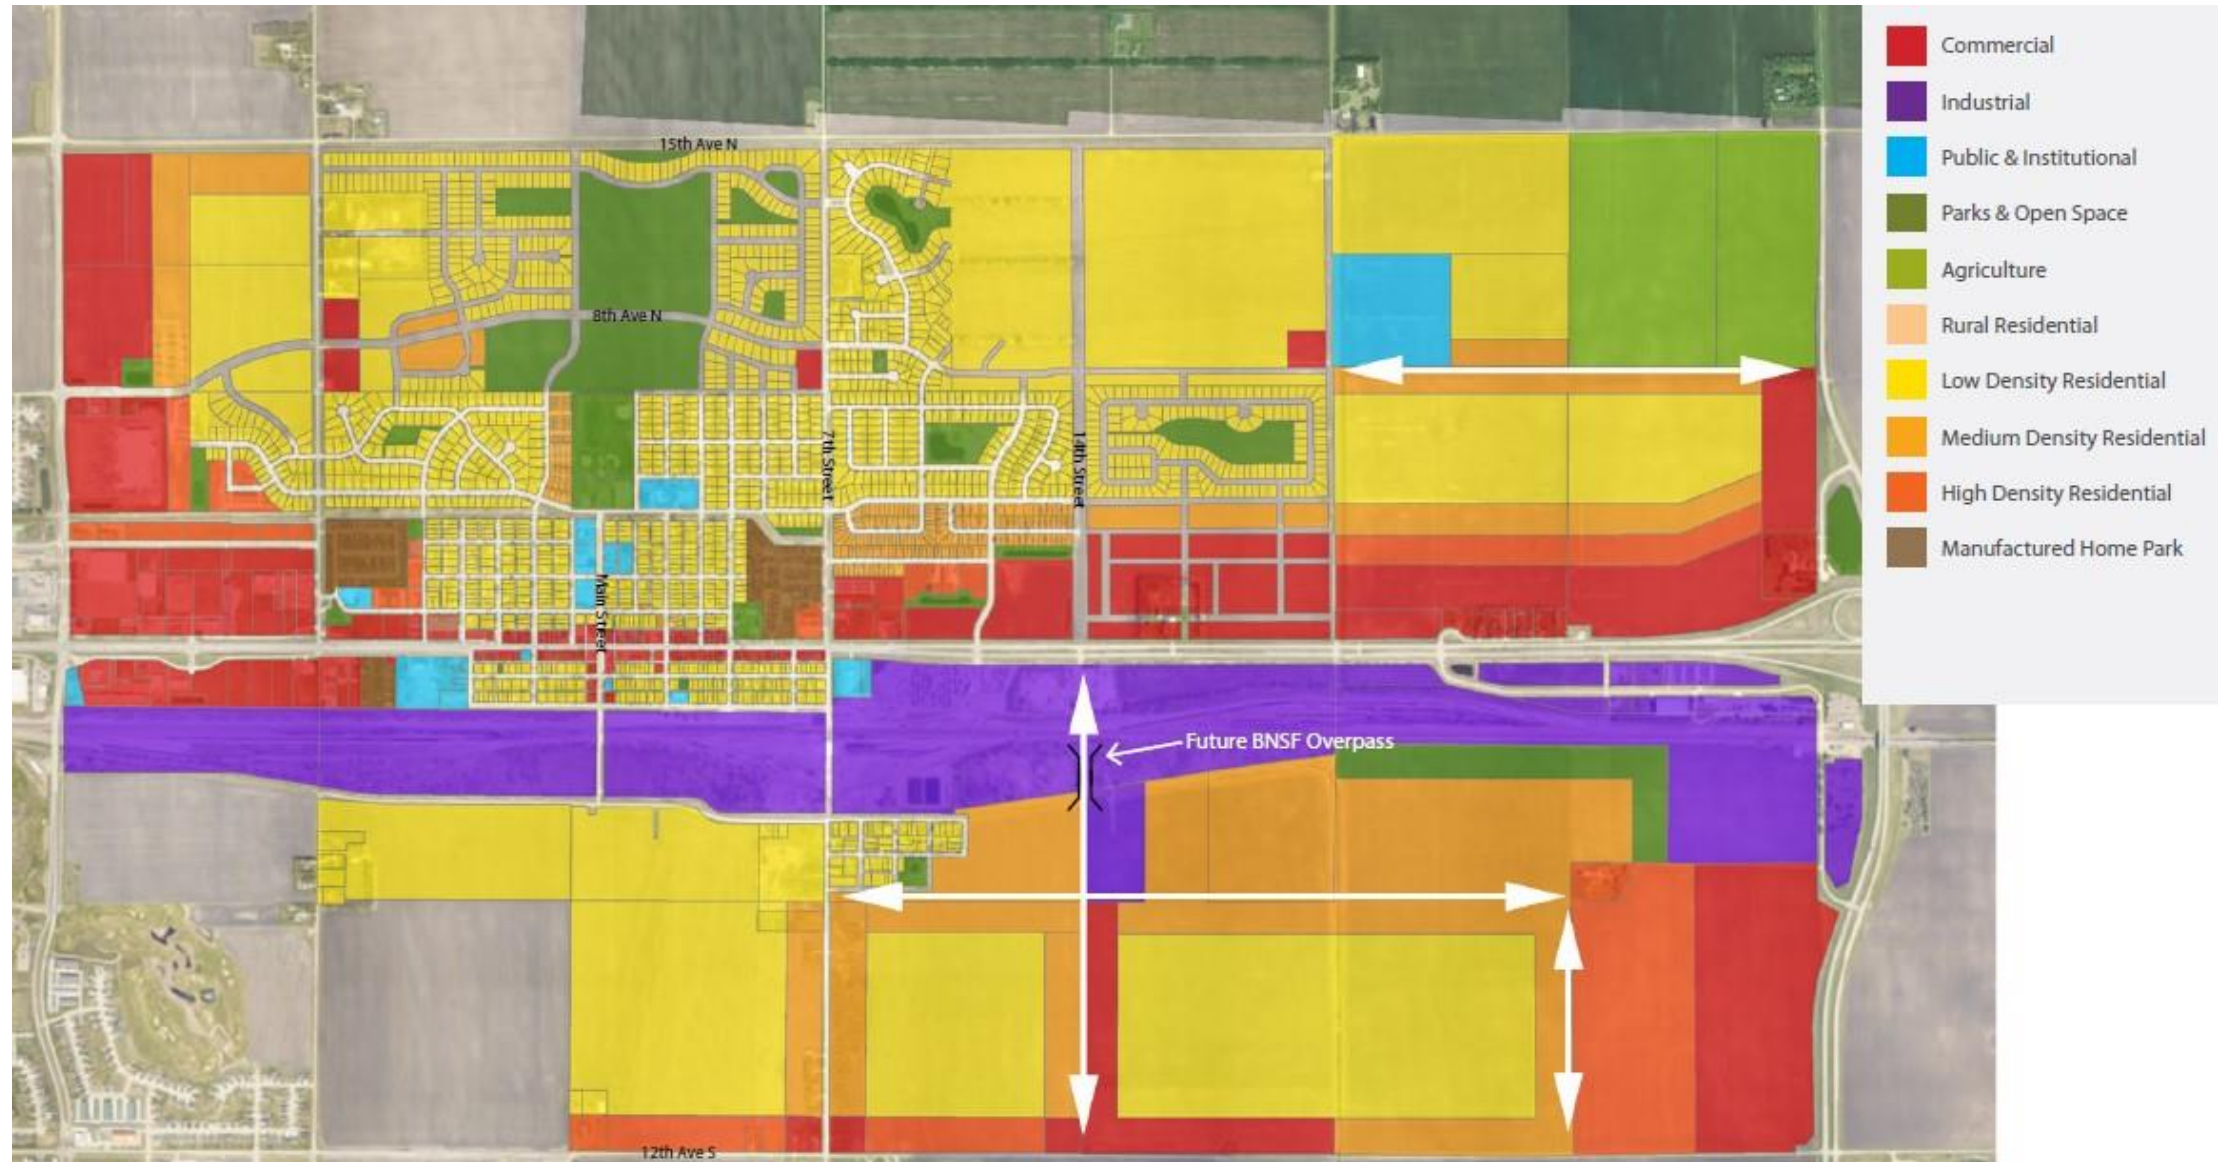 15th Ave N
8th Ave N
7th Street
14th Street
Main Street
Future BNSF Overpass
12th Ave S
Commercial
Industrial
Public & Institutional
Parks & Open Space
Agriculture
Rural Residential
Low Density Residential
Medium Density Residential
High Density Residential
Manufactured Home Park